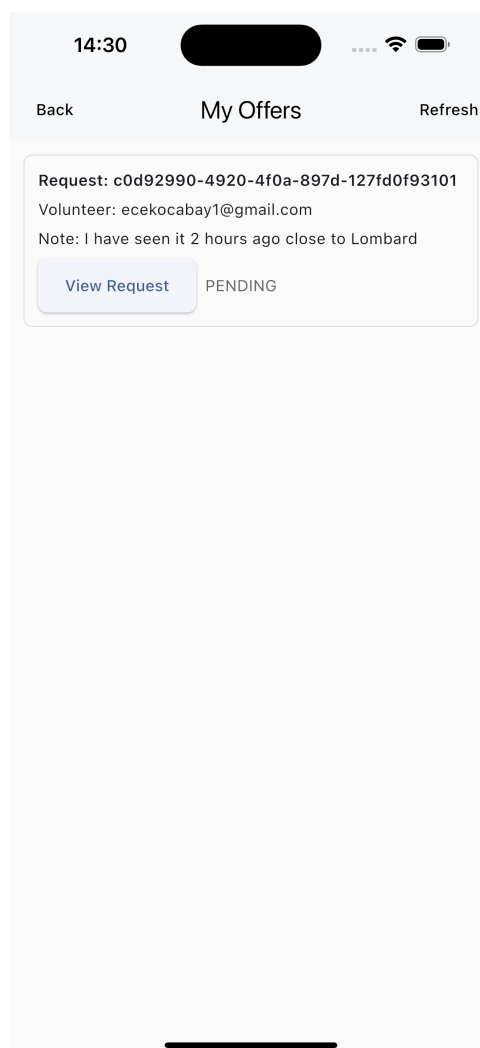 14:30
Back
My Offers
Refresh
Request: c0d92990-4920-4f0a-897d-127fd0f93101
Volunteer: ecekocabay1@gmail.com
Note: I have seen it 2 hours ago close to Lombard
View Request
PENDING